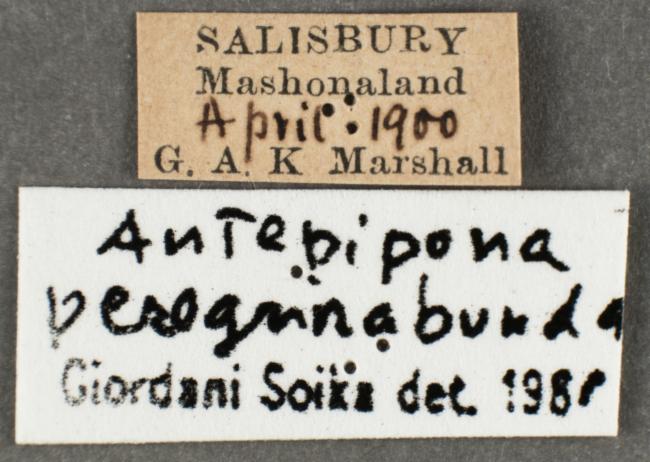 SALISBURY
Mashonaland
April: 1900
G. A. K Marshall
Antepipona
peregrinabunda
Giordani Soika det.